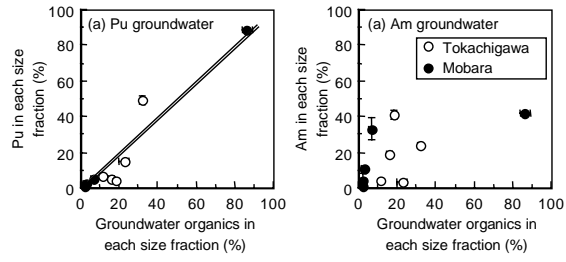 (a) Pu groundwater
Pu in each size
fraction (%)
100
80
60
40
20
0
0 20 40 60 80 100
Groundwater organics in
each size fraction (%)
(a) Am groundwater
Am in each size
fraction (%)
100
80
60
40
20
0
0 20 40 60 80 100
Tokachigawa
Mobara
Groundwater organics in
each size fraction (%)